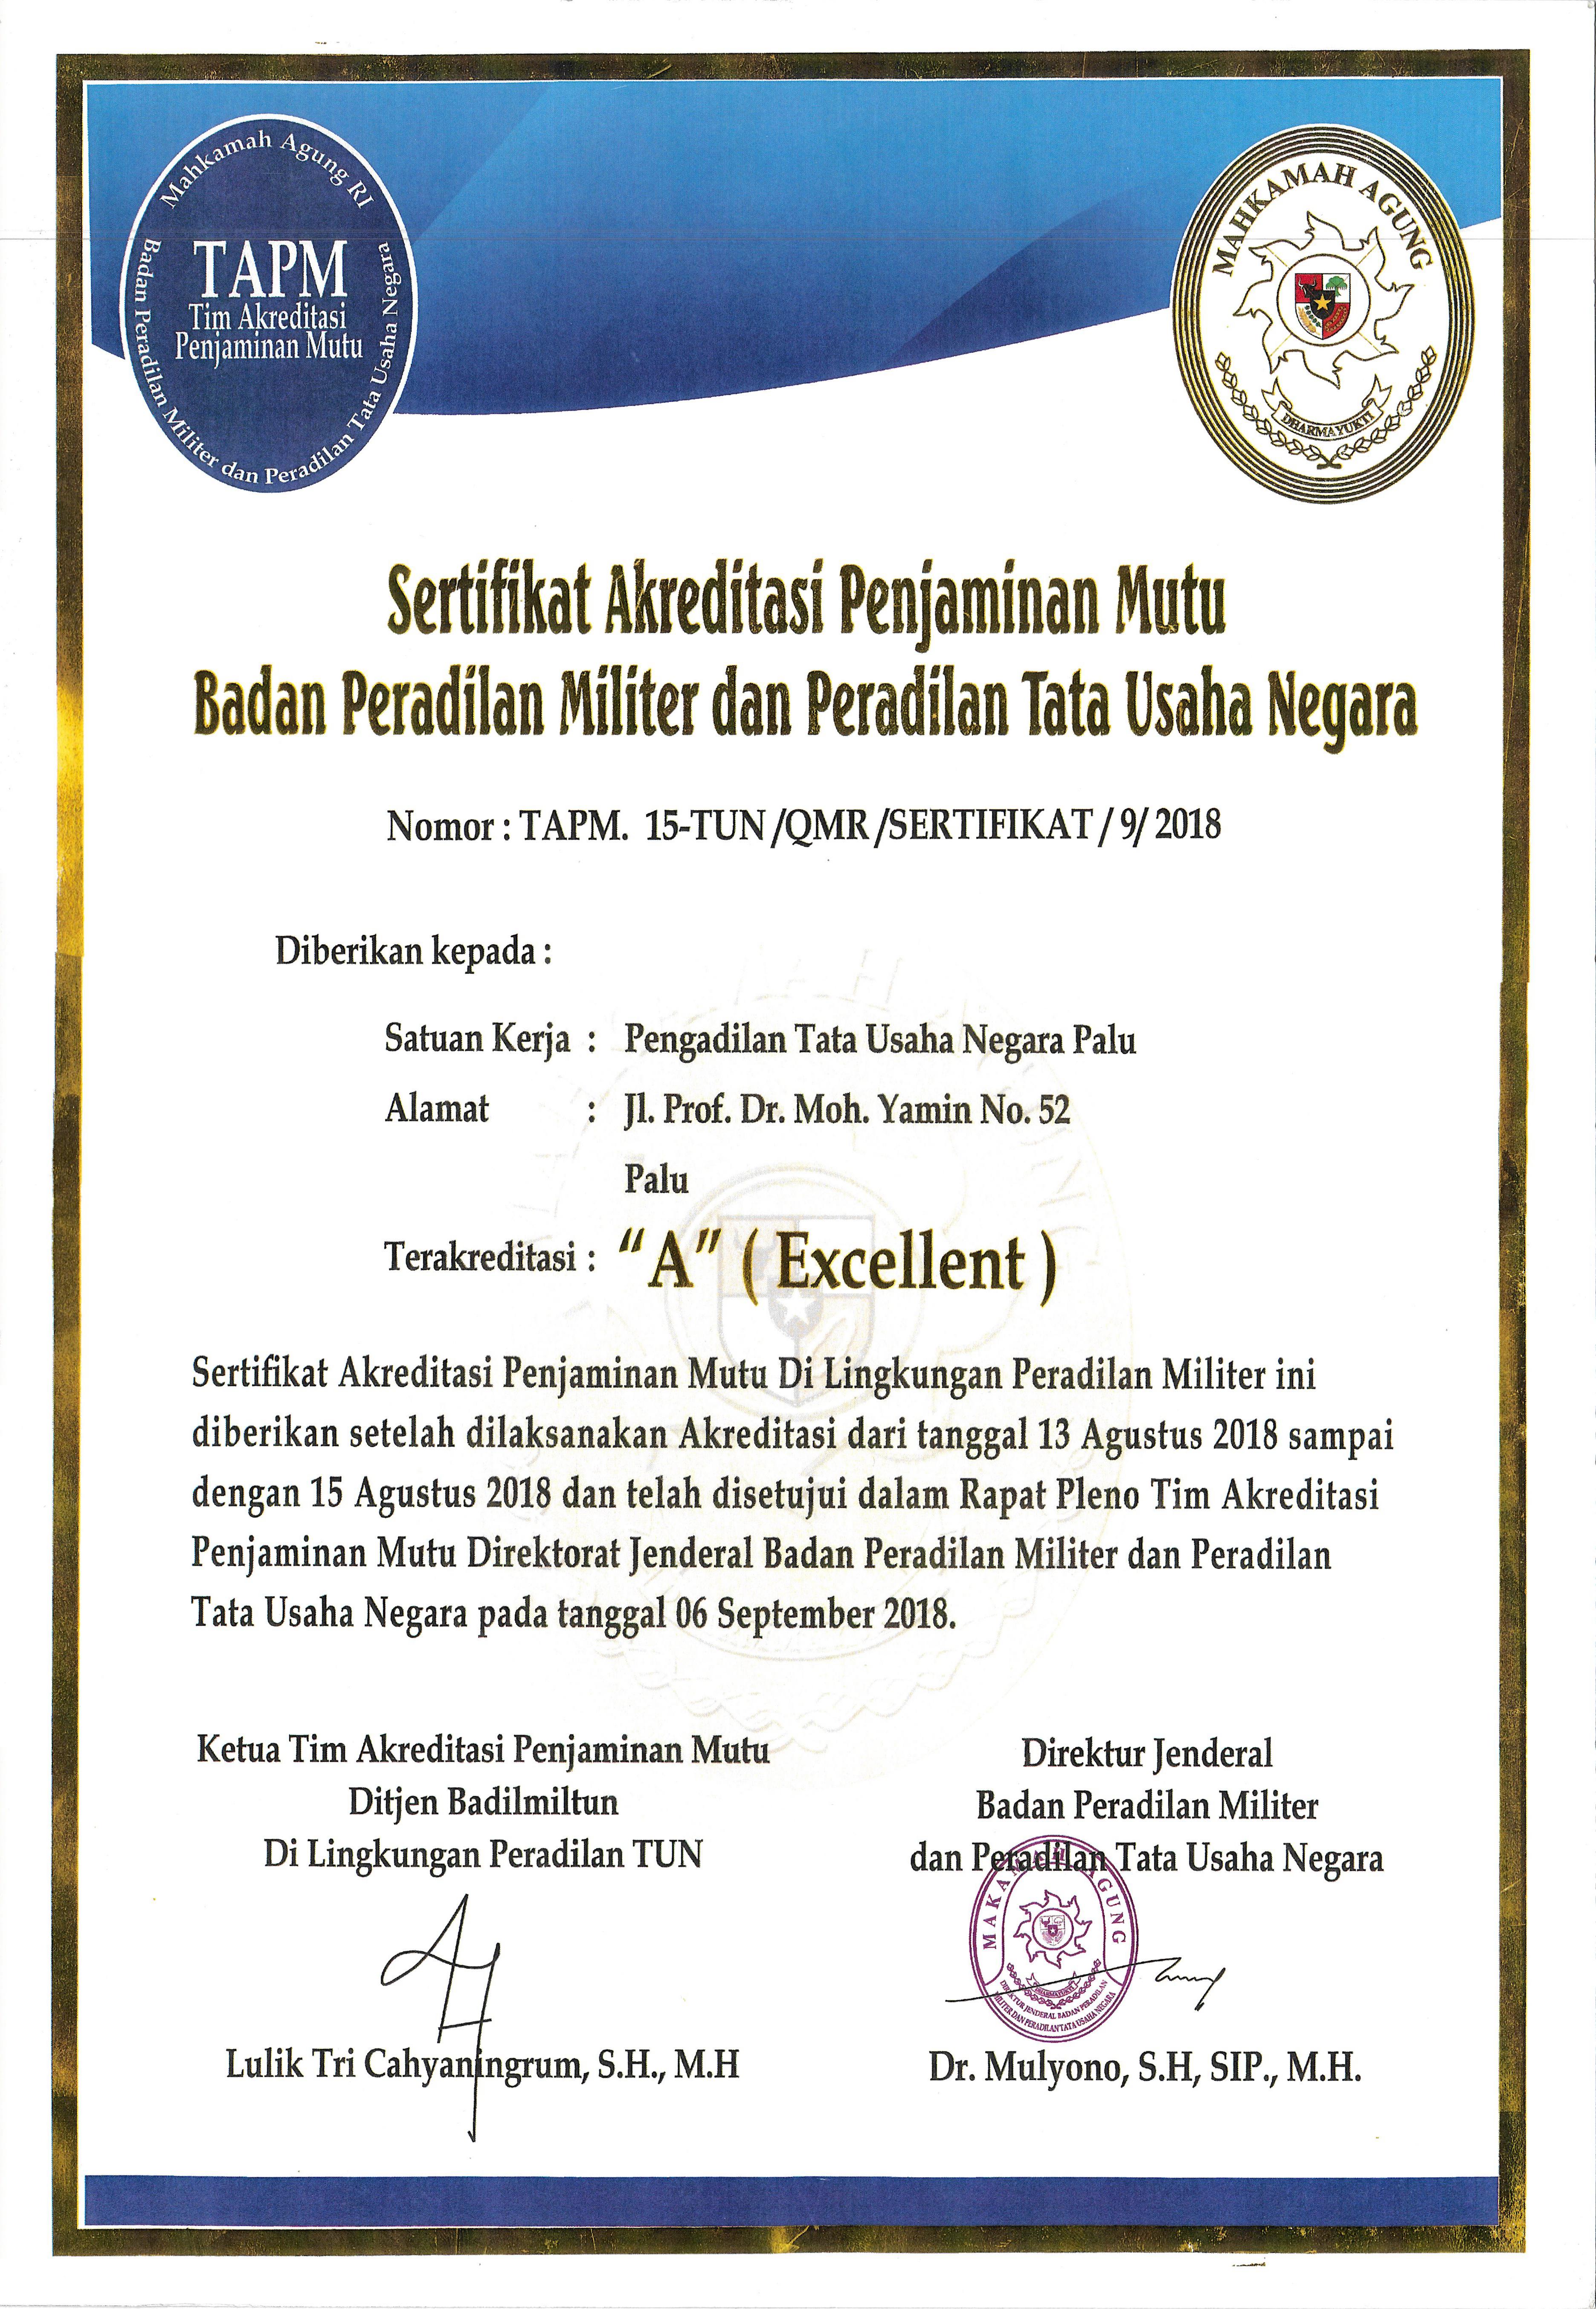 Mahkamah Agung RI
TAPM
Tim Akreditasi
Penjaminan Mutu
Badan Peradilan Militer dan Peradilan Tata Usaha Negara
MAHKAMAH AGUNG
DHARMAYUKTI
Sertifikat Akreditasi Penjaminan Mutu
Badan Peradilan Militer dan Peradilan Tata Usaha Negara
Nomor : TAPM. 15-TUN /QMR /SERTIFIKAT / 9/ 2018
Diberikan kepada :
Satuan Kerja : Pengadilan Tata Usaha Negara Palu
Alamat : Jl. Prof. Dr. Moh. Yamin No. 52
Palu
Terakreditasi : “A” ( Excellent )
Sertifikat Akreditasi Penjaminan Mutu Di Lingkungan Peradilan Militer ini
diberikan setelah dilaksanakan Akreditasi dari tanggal 13 Agustus 2018 sampai
dengan 15 Agustus 2018 dan telah disetujui dalam Rapat Pleno Tim Akreditasi
Penjaminan Mutu Direktorat Jenderal Badan Peradilan Militer dan Peradilan
Tata Usaha Negara pada tanggal 06 September 2018.
Ketua Tim Akreditasi Penjaminan Mutu
Ditjen Badilmiltun
Di Lingkungan Peradilan TUN
Lulik Tri Cahyaningrum, S.H., M.H
Direktur Jenderal
Badan Peradilan Militer
dan Peradilan Tata Usaha Negara
MAKAMAH AGUNG
DHARMAYUKTI
DIREKTUR JENDERAL BADAN PERADILAN
MILITER DAN PERADILAN TATA USAHA NEGARA
Dr. Mulyono, S.H, SIP., M.H.